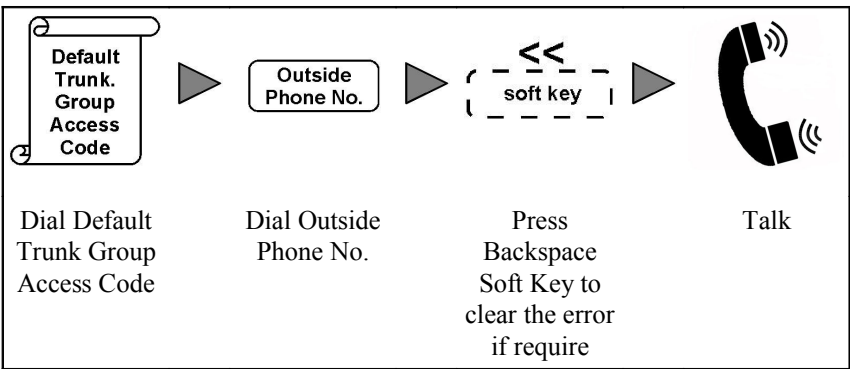 Default
Trunk.
Group
Access
Code
Outside
Phone No.
<<
soft key
Dial Default
Trunk Group
Access Code
Dial Outside
Phone No.
Press
Backspace
Soft Key to
clear the error
if require
Talk